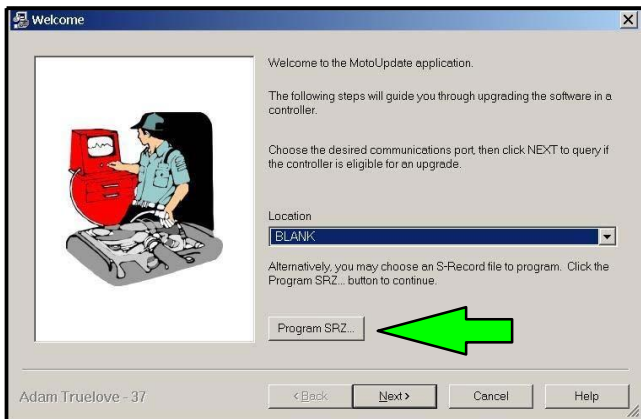 Welcome
Welcome to the MotoUpdate application.
The following steps will guide you through upgrading the software in a
controller.
Choose the desired communications port, then click NEXT to query if
the controller is eligible for an upgrade.
Location
BLANK
Alternatively, you may choose an S-Record file to program. Click the
Program SRZ... button to continue.
Program SRZ...
Adam Truelove - 37
< Back
Next >
Cancel
Help